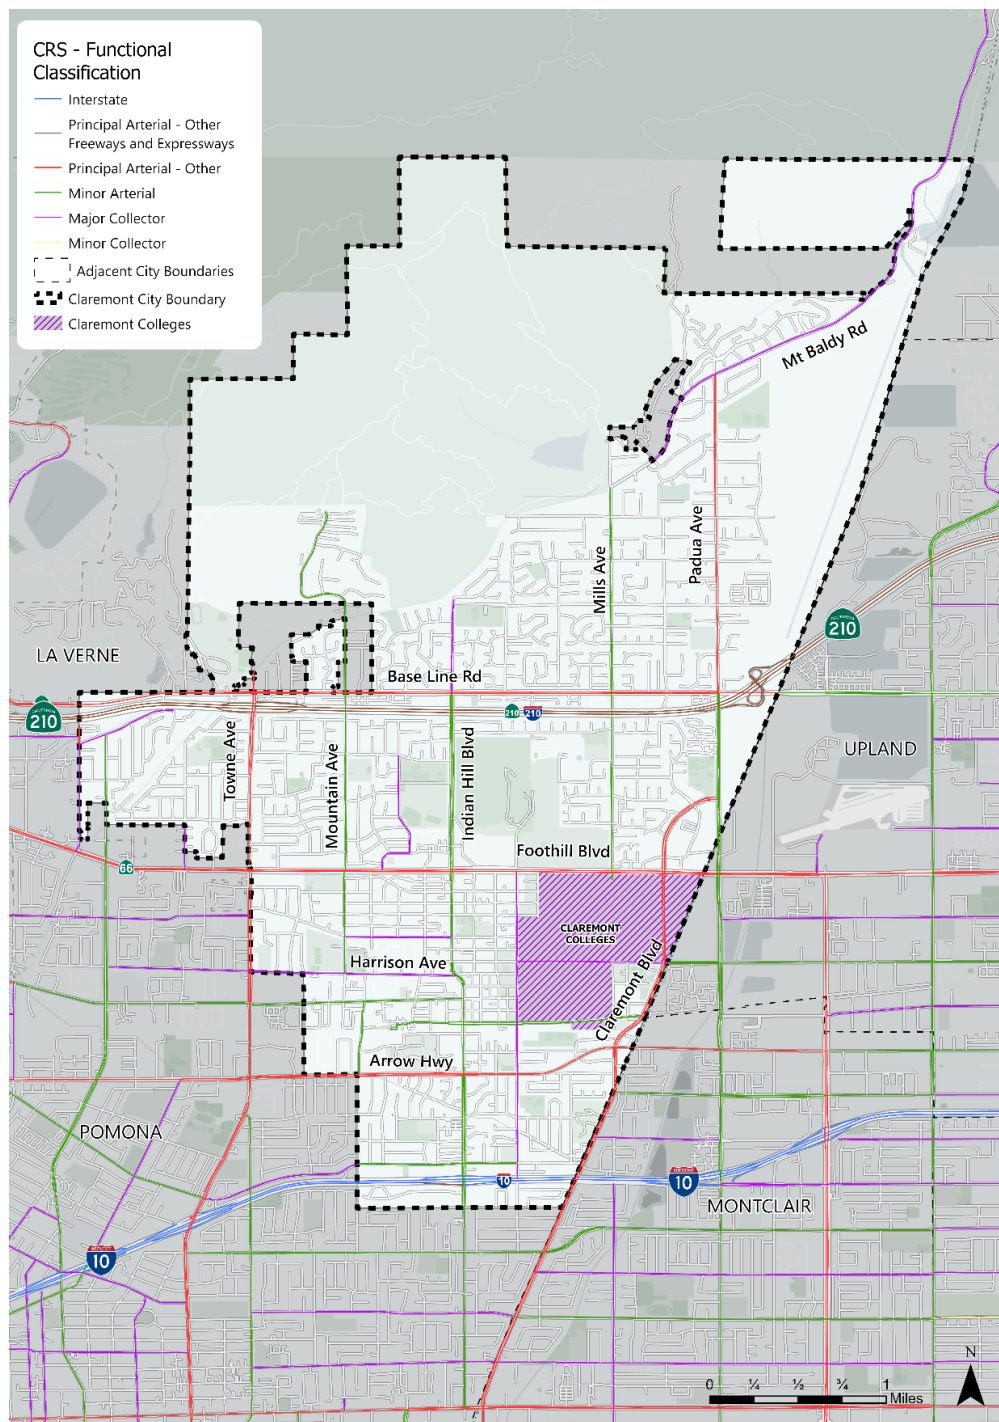 CRS - Functional
Classification
Interstate
Principal Arterial - Other
Freeways and Expressways
Principal Arterial - Other
Minor Arterial
Major Collector
Minor Collector
Adjacent City Boundaries
Claremont City Boundary
Claremont Colleges
Mt Baldy Rd
Padua Ave
Mills Ave
CALIFORNIA
210
LA VERNE
Base Line Rd
CALIFORNIA
210
210
210
Towne Ave
Mountain Ave
Indian Hill Blvd
UPLAND
Foothill Blvd
66
CLAREMONT
COLLEGES
Harrison Ave
Claremont Blvd
Arrow Hwy
POMONA
10
INTERSTATE
10
MONTCLAIR
INTERSTATE
10
N
0
¼
½
¾
1
Miles